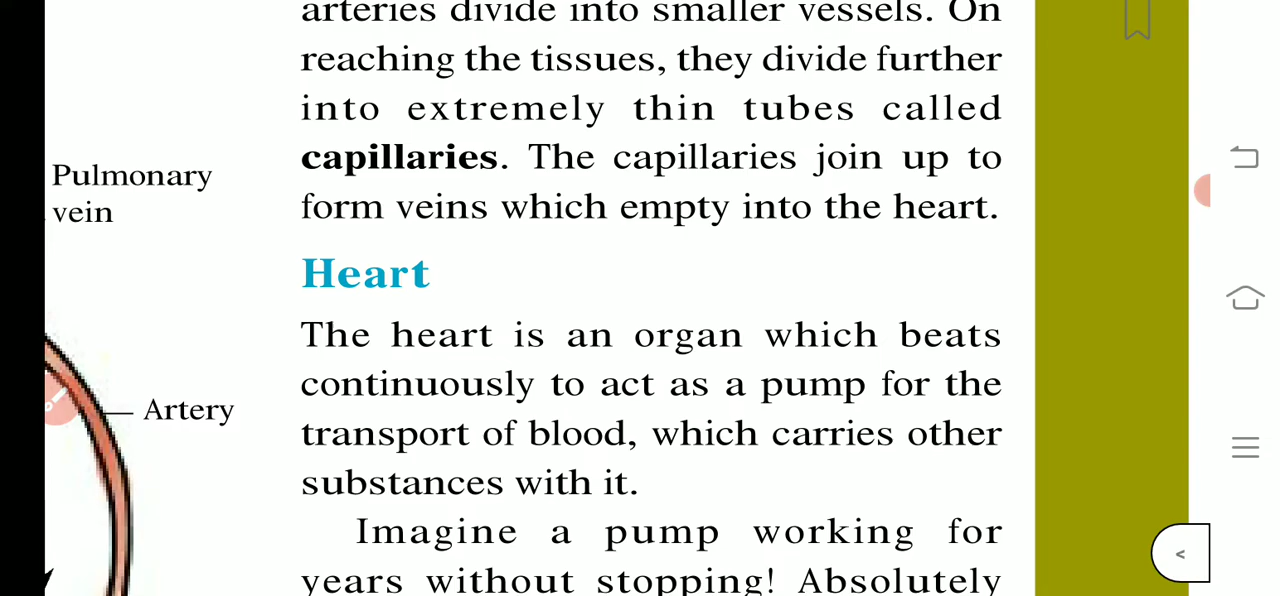 arteries divide into smaller vessels. On
reaching the tissues, they divide further
into extremely thin tubes called
capillaries. The capillaries join up to
form veins which empty into the heart.
Pulmonary
vein
Heart
The heart is an organ which beats
continuously to act as a pump for the
transport of blood, which carries other
substances with it.
Artery
Imagine a pump working for
years without stopping! Absolutely